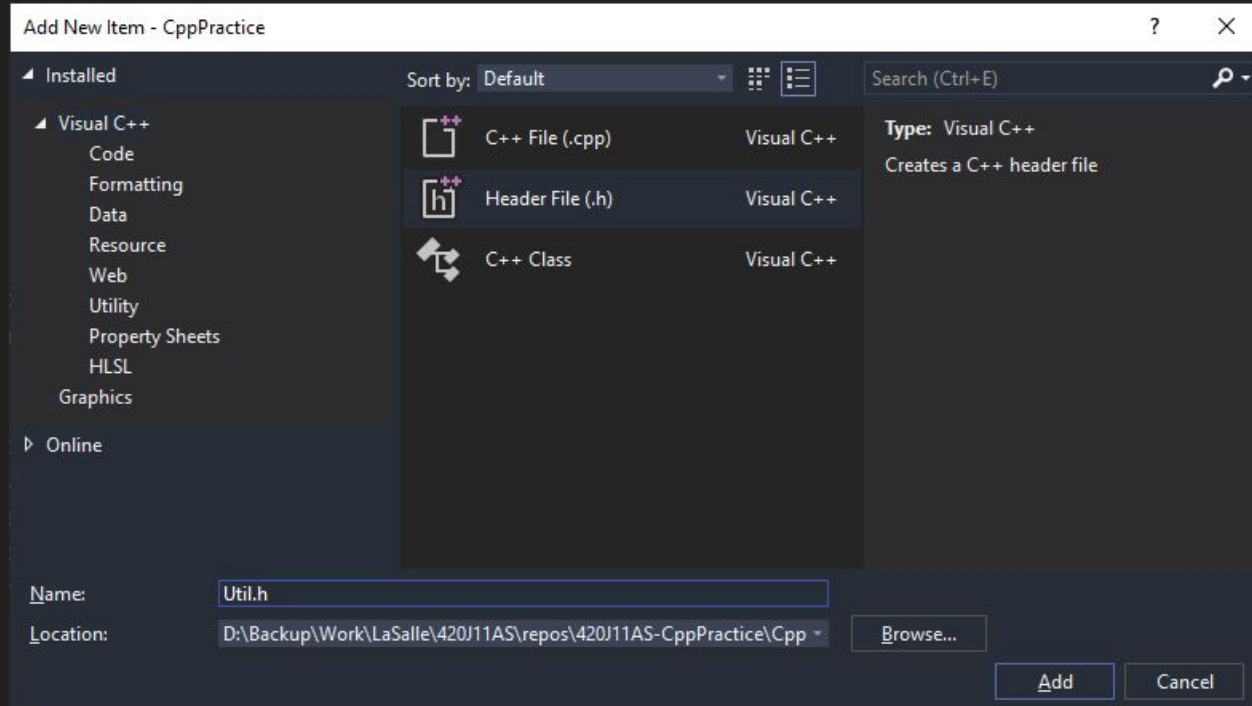 Add New Item - CppPractice
?
Installed
Sort by: Default
Search (Ctrl+E)
Visual C++
Code
Formatting
Data
Resource
Web
Utility
Property Sheets
HLSL
Graphics
Online
C++ File (.cpp) Visual C++
Header File (.h) Visual C++
C++ Class Visual C++
Type: Visual C++
Creates a C++ header file
Name: Util.h
Location: D:\Backup\Work\LaSalle\420J11AS\repos\420J11AS-CppPractice\Cpp
Browse...
Add Cancel